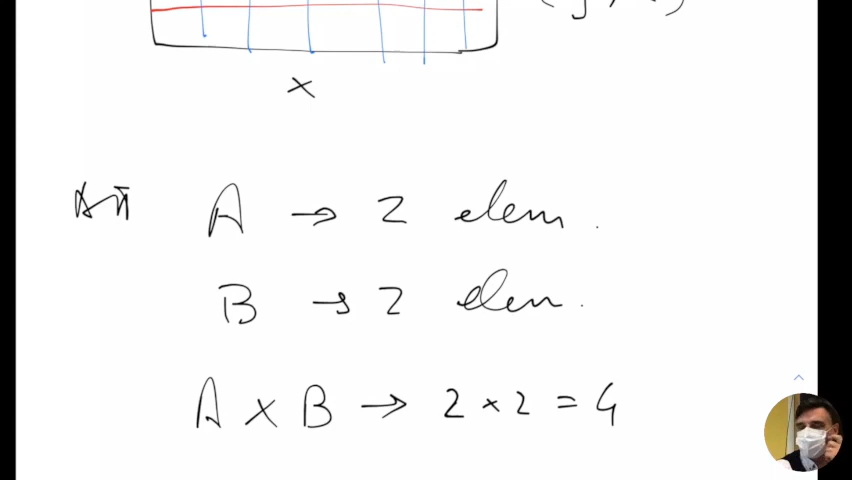 x
A → 2 elem.
B → 2 elem.
A × B → 2 × 2 = 4